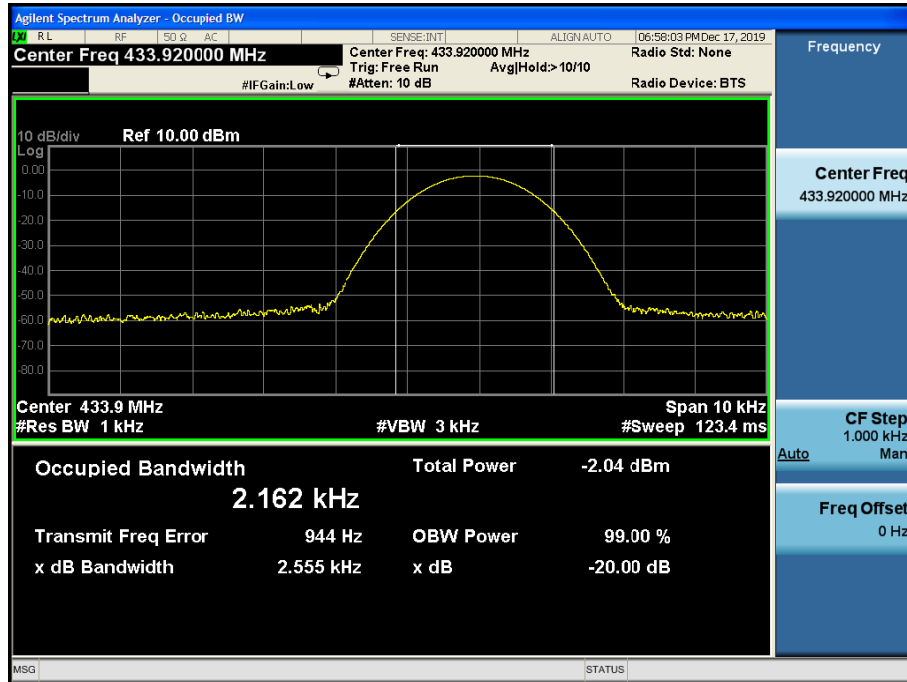 Agilent Spectrum Analyzer - Occupied BW
LXI RL RF 50 Ω AC SENSE:INT ALIGNAUTO 06:58:03 PM Dec 17, 2019
Center Freq 433.920000 MHz Center Freq: 433.920000 MHz Radio Std: None
Trig: Free Run Avg|Hold:>10/10
#IFGain:Low #Atten: 10 dB Radio Device: BTS
Frequency
10 dB/div Ref 10.00 dBm
Log
0.00
-10.0
-20.0
-30.0
-40.0
-50.0
-60.0
-70.0
-80.0
Center 433.9 MHz Span 10 kHz
#Res BW 1 kHz #VBW 3 kHz #Sweep 123.4 ms
Center Freq
433.920000 MHz
CF Step
1.000 kHz
Auto Man
Freq Offset
0 Hz
Occupied Bandwidth Total Power -2.04 dBm
2.162 kHz
Transmit Freq Error 944 Hz OBW Power 99.00 %
x dB Bandwidth 2.555 kHz x dB -20.00 dB
MSG STATUS